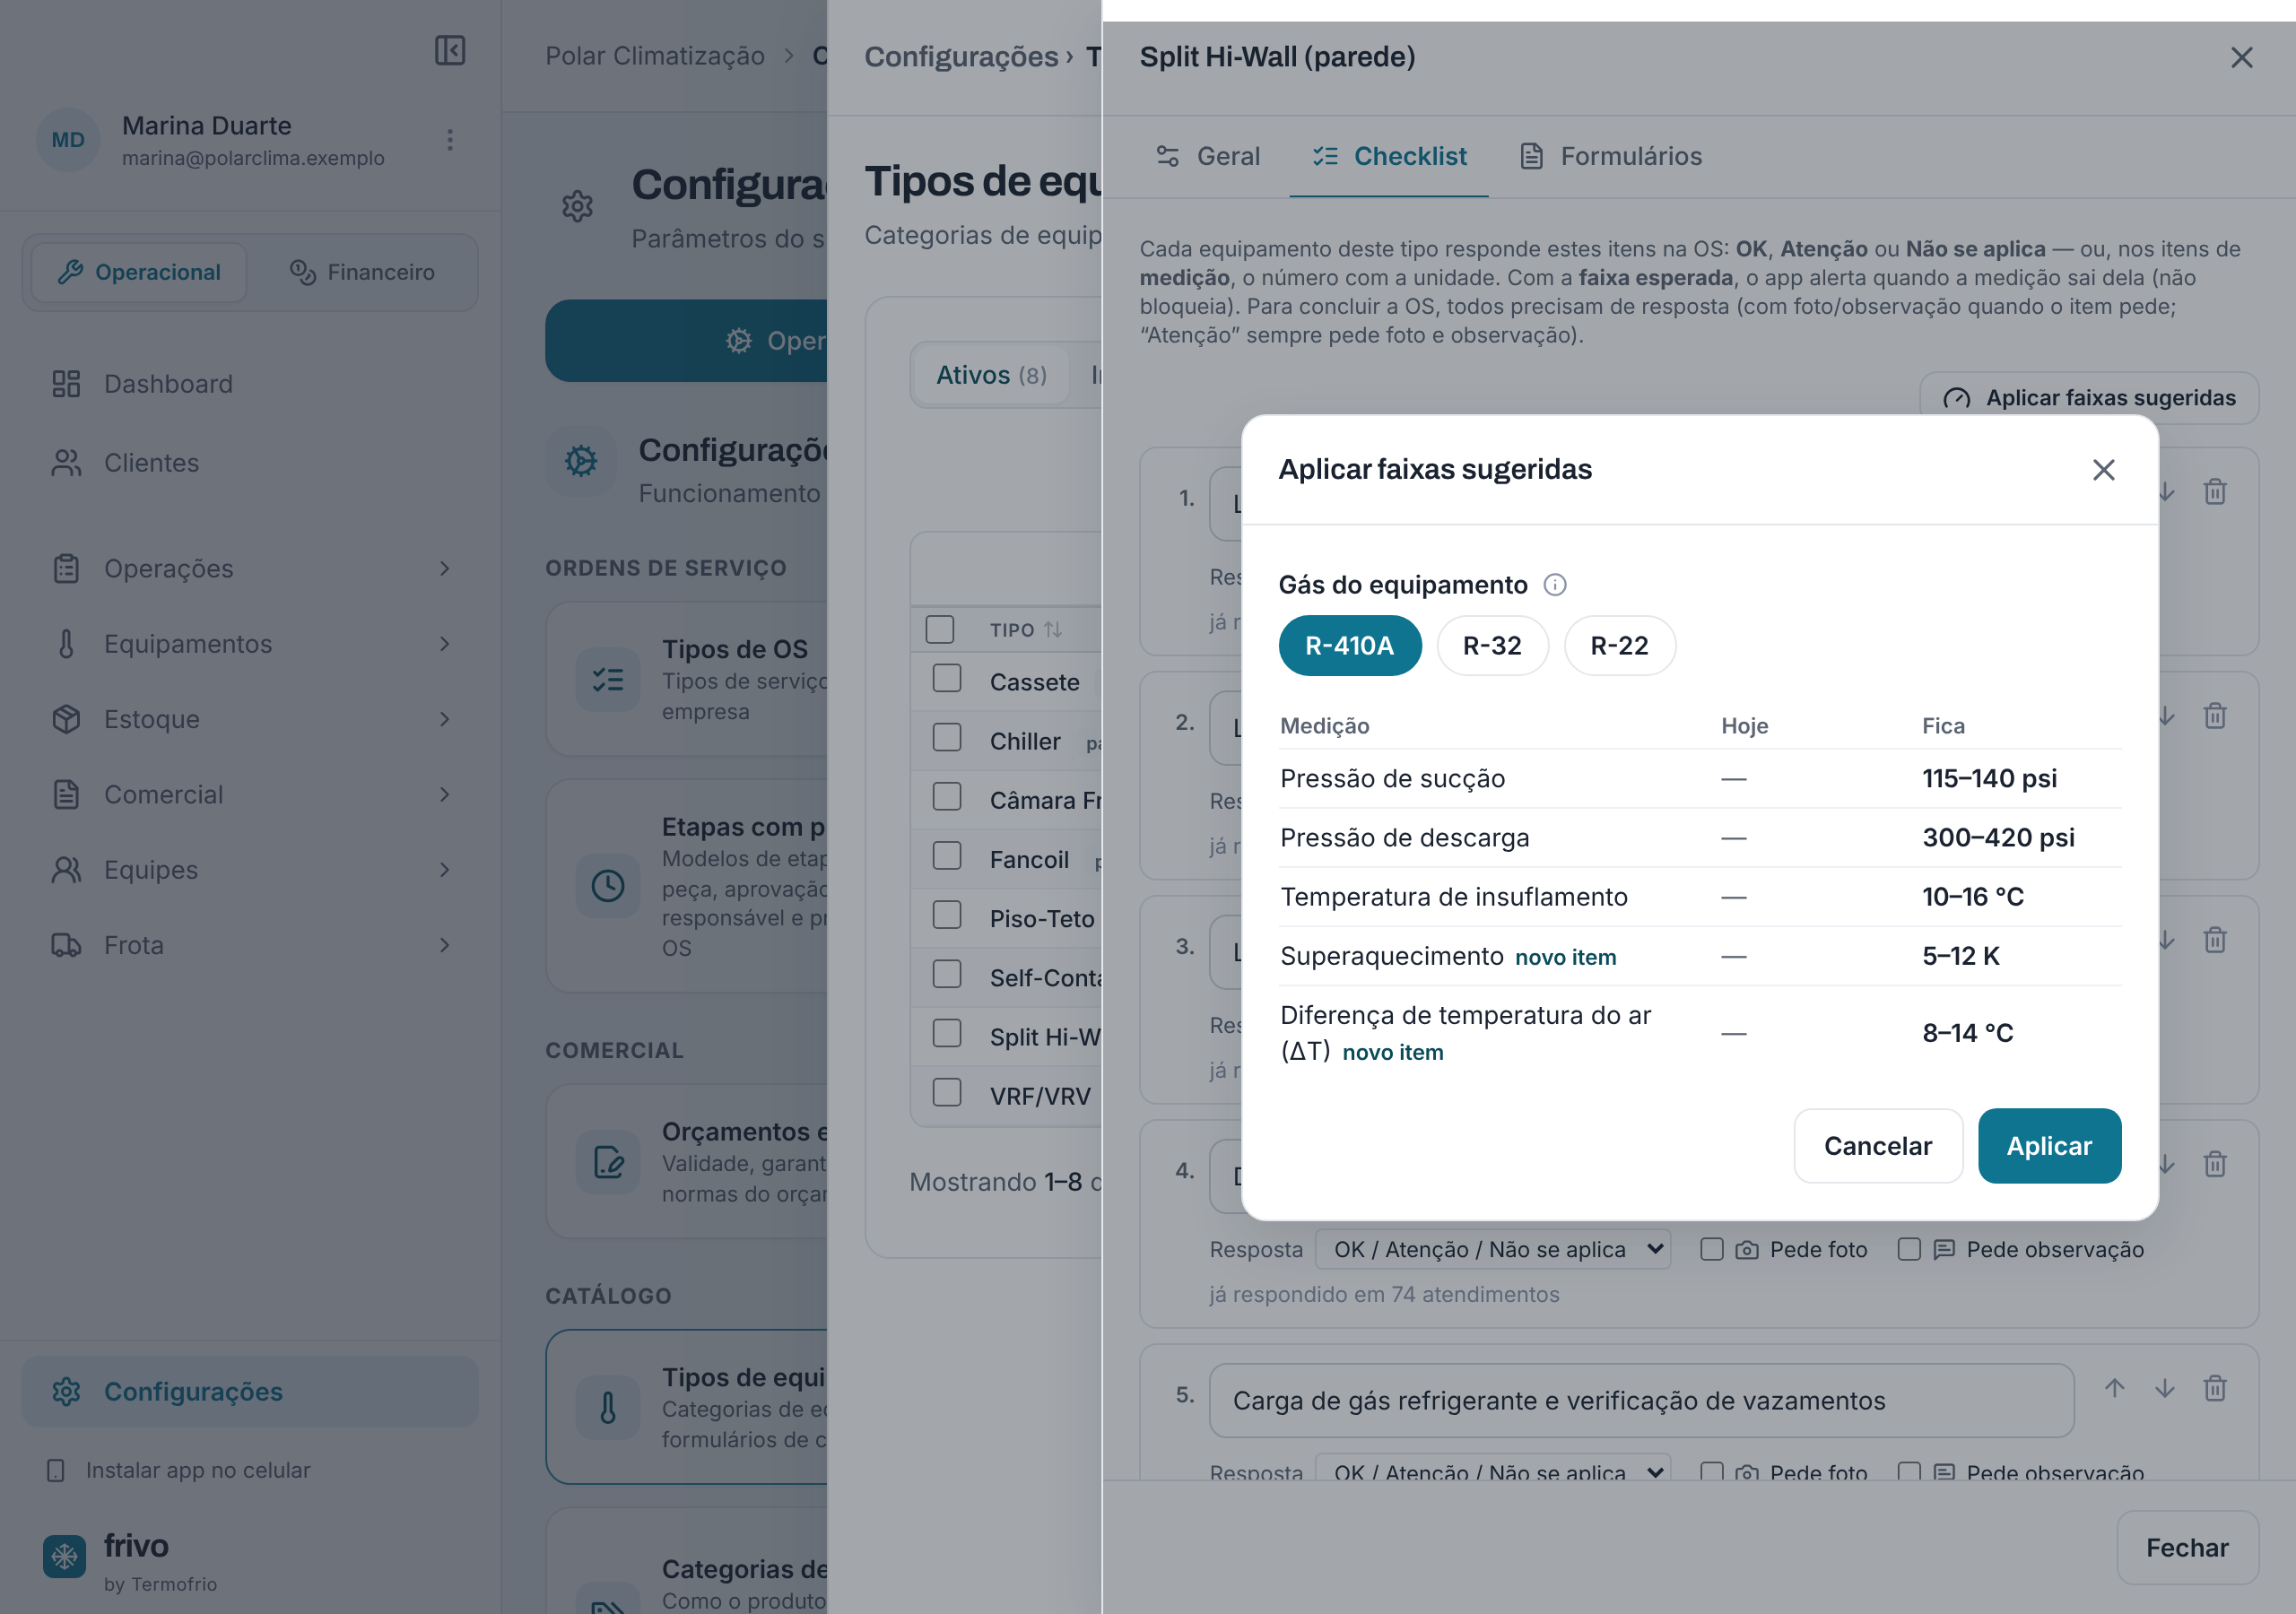 MD
Marina Duarte
marina@polarclima.exemplo
Operacional
Financeiro
Dashboard
Clientes
Operações
Equipamentos
Estoque
Comercial
Equipes
Frota
Configurações
Instalar app no celular
frivo
by Termofrio
Polar Climatização
Parâmetros do s
ORDENS DE SERVIÇO
Funcionamento
Tipos de OS
Tipos de serviço
empresa
Etapas com p
Modelos de etap
peça, aprovação
responsável e pr
OS
COMERCIAL
Orçamentos e
Validade, garant
normas do orçar
CATÁLOGO
Tipos de equi
Categorias de e
formulários de c
Categorias de
Como o produto
Configurações › T
Tipos de equ
Categorias de equip
Ativos (8)
TIPO
Cassete
Chiller
Câmara Fr
Fancoil
Piso-Teto
Self-Conta
Split Hi-W
VRF/VRV
Mostrando 1–8
Split Hi-Wall (parede)
Geral
Checklist
Formulários
Cada equipamento deste tipo responde estes itens na OS: OK, Atenção ou Não se aplica — ou, nos itens de
medição, o número com a unidade. Com a faixa esperada, o app alerta quando a medição sai dela (não
bloqueia). Para concluir a OS, todos precisam de resposta (com foto/observação quando o item pede;
“Atenção” sempre pede foto e observação).
Aplicar faixas sugeridas
1.
2.
3.
4.
Resposta OK / Atenção / Não se aplica Pede foto Pede observação
já respondido em 74 atendimentos
5. Carga de gás refrigerante e verificação de vazamentos
Resposta OK / Atenção / Não se aplica Pede foto Pede observação
Fechar
Aplicar faixas sugeridas
Gás do equipamento
R-410A R-32 R-22
Medição Hoje Fica
Pressão de sucção — 115–140 psi
Pressão de descarga — 300–420 psi
Temperatura de insuflamento — 10–16 °C
Superaquecimento novo item — 5–12 K
Diferença de temperatura do ar
(ΔT) novo item — 8–14 °C
Cancelar Aplicar